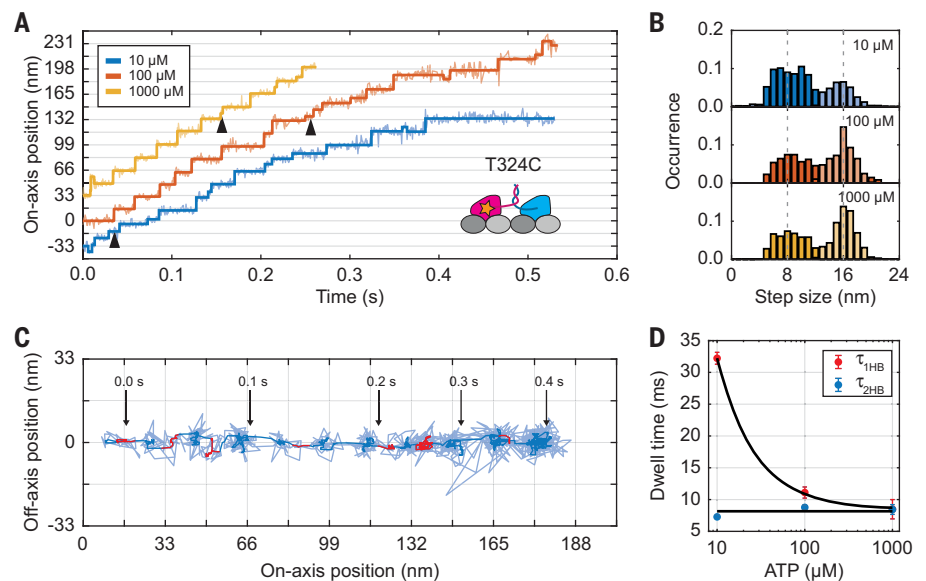 A
On-axis position (nm)
231
198
165
132
99
66
33
0
-33
10 µM
100 µM
1000 µM
T324C
0.0 0.1 0.2 0.3 0.4 0.5 0.6
Time (s)
B
Occurrence
0.2
0.1
0.0
10 µM
0.1
0.0
100 µM
0.1
0.0
1000 µM
0 8 16 24
Step size (nm)
C
Off-axis position (nm)
33
0
-33
0.0 s 0.1 s 0.2 s 0.3 s 0.4 s
0 33 66 99 132 165 188
On-axis position (nm)
D
Dwell time (ms)
35
30
25
20
15
10
5
τ1HB
τ2HB
10 100 1000
ATP (µM)